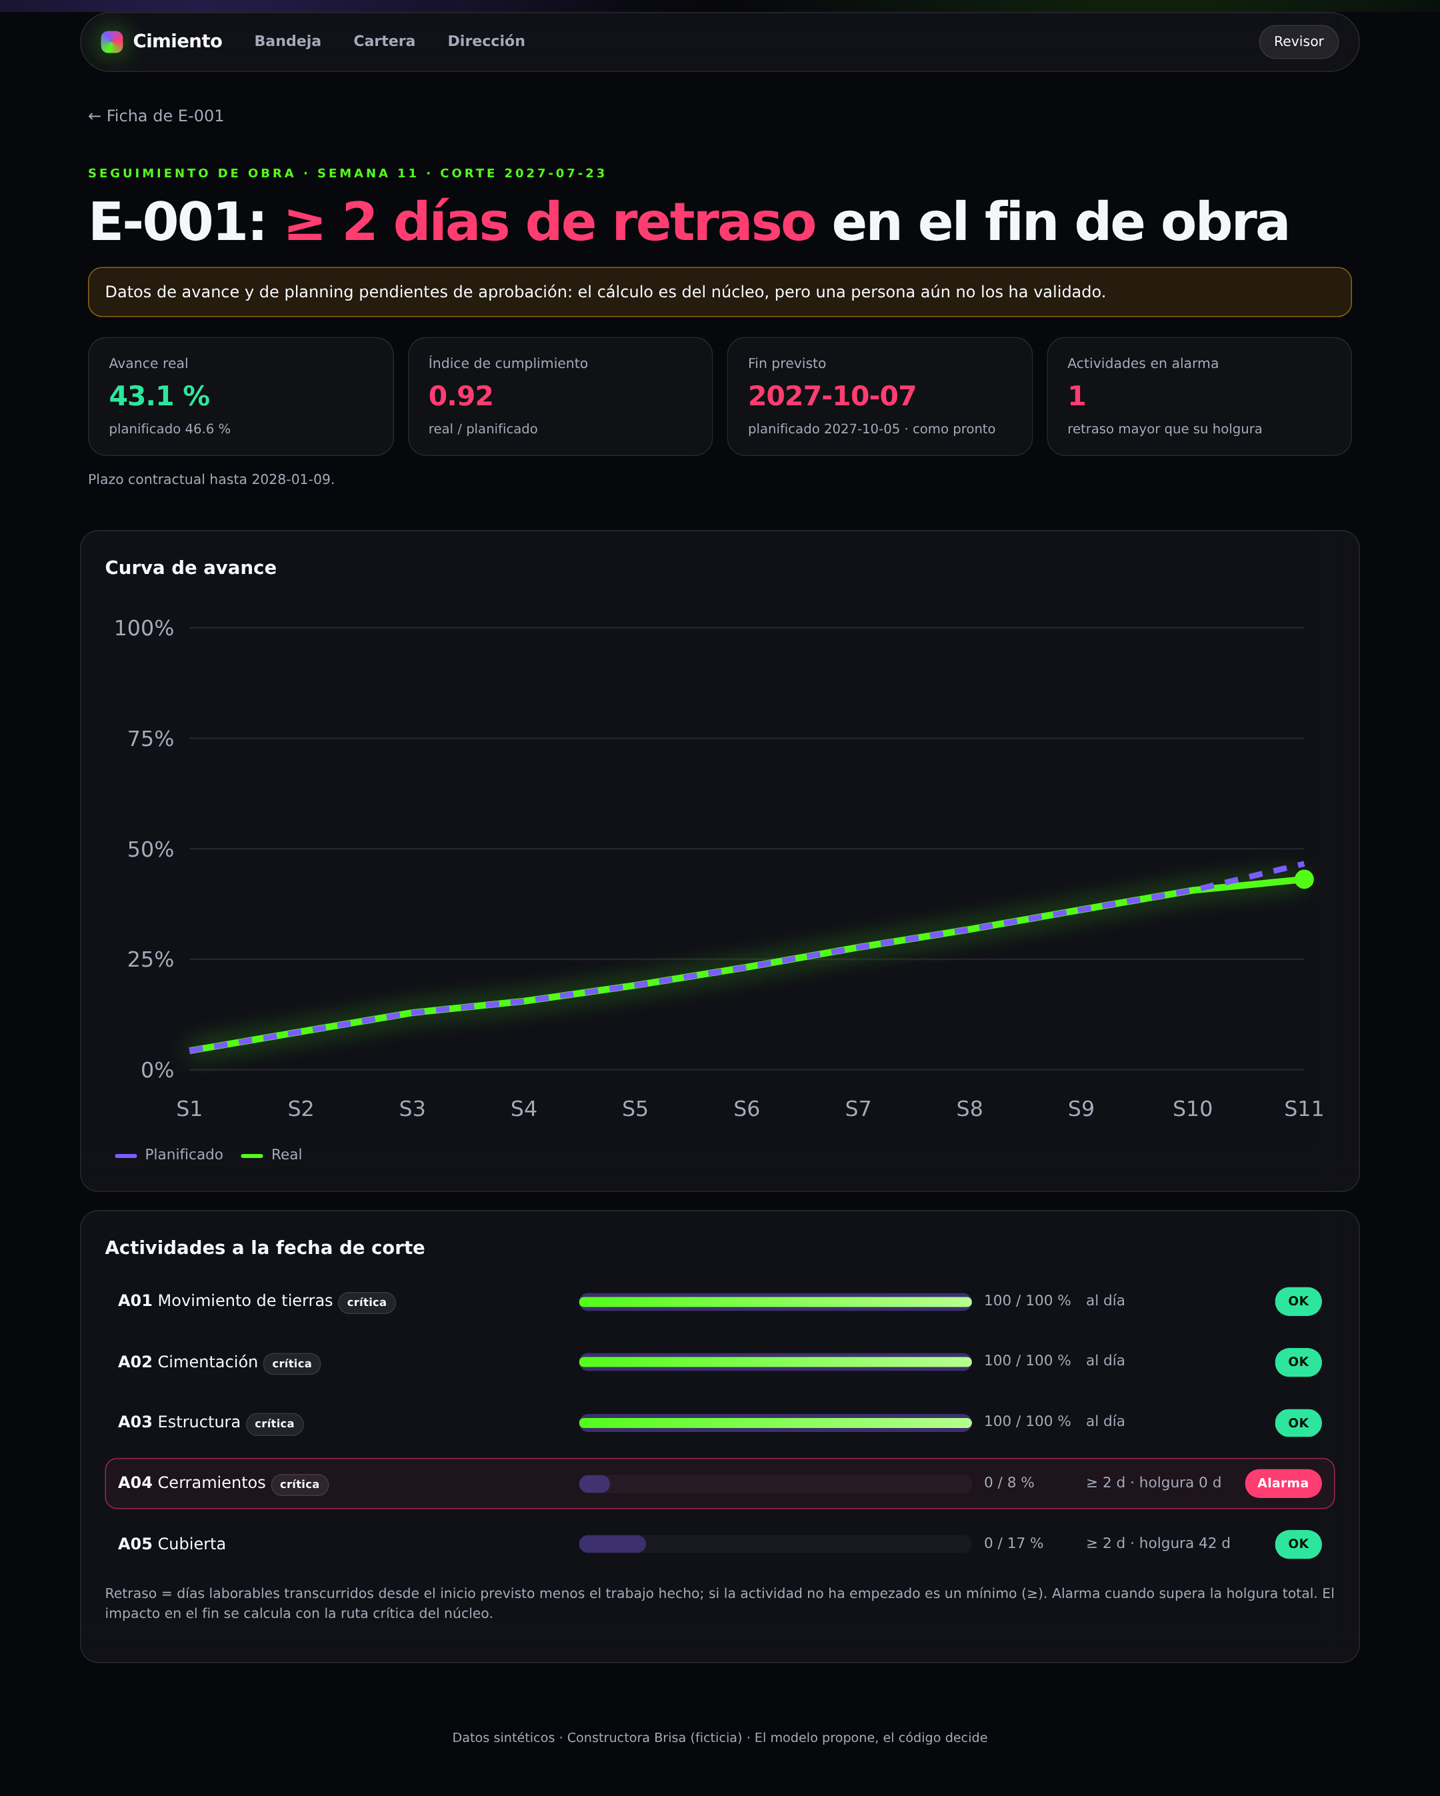 Cimiento Bandeja Cartera Dirección Revisor
← Ficha de E-001
SEGUIMIENTO DE OBRA · SEMANA 11 · CORTE 2027-07-23
E-001: ≥ 2 días de retraso en el fin de obra
Datos de avance y de planning pendientes de aprobación: el cálculo es del núcleo, pero una persona aún no los ha validado.
Avance real
43.1 %
planificado 46.6 %
Índice de cumplimiento
0.92
real / planificado
Fin previsto
2027-10-07
planificado 2027-10-05 · como pronto
Actividades en alarma
1
retraso mayor que su holgura
Plazo contractual hasta 2028-01-09.
Curva de avance
100%
75%
50%
25%
0%
S1 S2 S3 S4 S5 S6 S7 S8 S9 S10 S11
Planificado Real
Actividades a la fecha de corte
A01 Movimiento de tierras crítica 100 / 100 % al día OK
A02 Cimentación crítica 100 / 100 % al día OK
A03 Estructura crítica 100 / 100 % al día OK
A04 Cerramientos crítica 0 / 8 % ≥ 2 d · holgura 0 d Alarma
A05 Cubierta 0 / 17 % ≥ 2 d · holgura 42 d OK
Retraso = días laborables transcurridos desde el inicio previsto menos el trabajo hecho; si la actividad no ha empezado es un mínimo (≥). Alarma cuando supera la holgura total. El
impacto en el fin se calcula con la ruta crítica del núcleo.
Datos sintéticos · Constructora Brisa (ficticia) · El modelo propone, el código decide